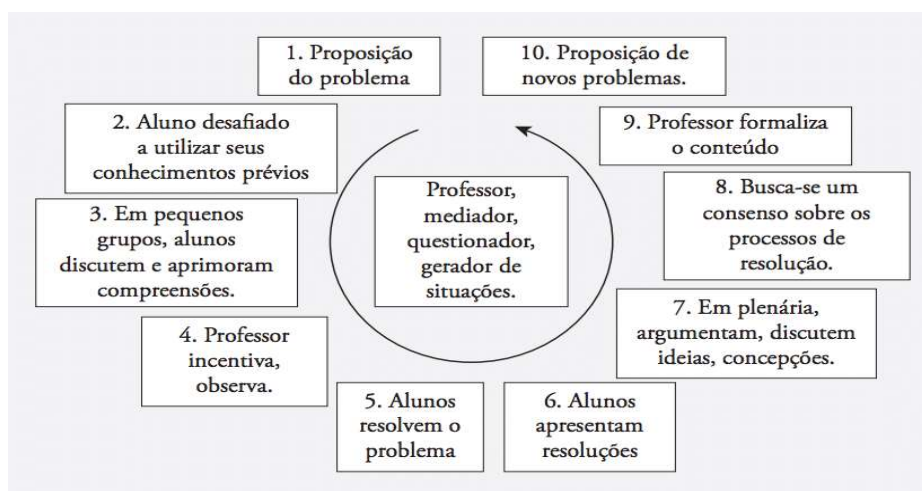 1. Proposição
do problema
2. Aluno desafiado
a utilizar seus
conhecimentos prévios
3. Em pequenos
grupos, alunos
discutem e aprimoram
compreensões.
4. Professor
incentiva,
observa.
5. Alunos
resolvem o
problema
6. Alunos
apresentam
resoluções
7. Em plenária,
argumentam, discutem
ideias, concepções.
8. Busca-se um
consenso sobre os
processos de
resolução.
9. Professor formaliza
o conteúdo
10. Proposição de
novos problemas.
Professor,
mediador,
questionador,
gerador de
situações.